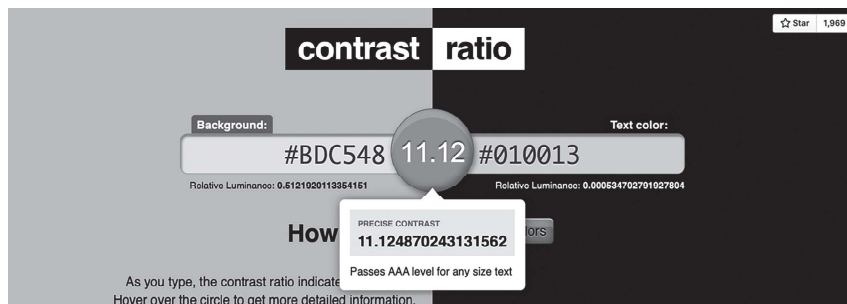 Star 1,969
contrast ratio
Background: Text color:
#BDC548 11.12 #010013
Relative Luminance: 0.5121920113354151 Relative Luminance: 0.000534702791927804
PRECISE CONTRAST
How lors
11.124870243131562
Passes AAA level for any size text
As you type, the contrast ratio indicate
Hover over the circle to get more detailed information.